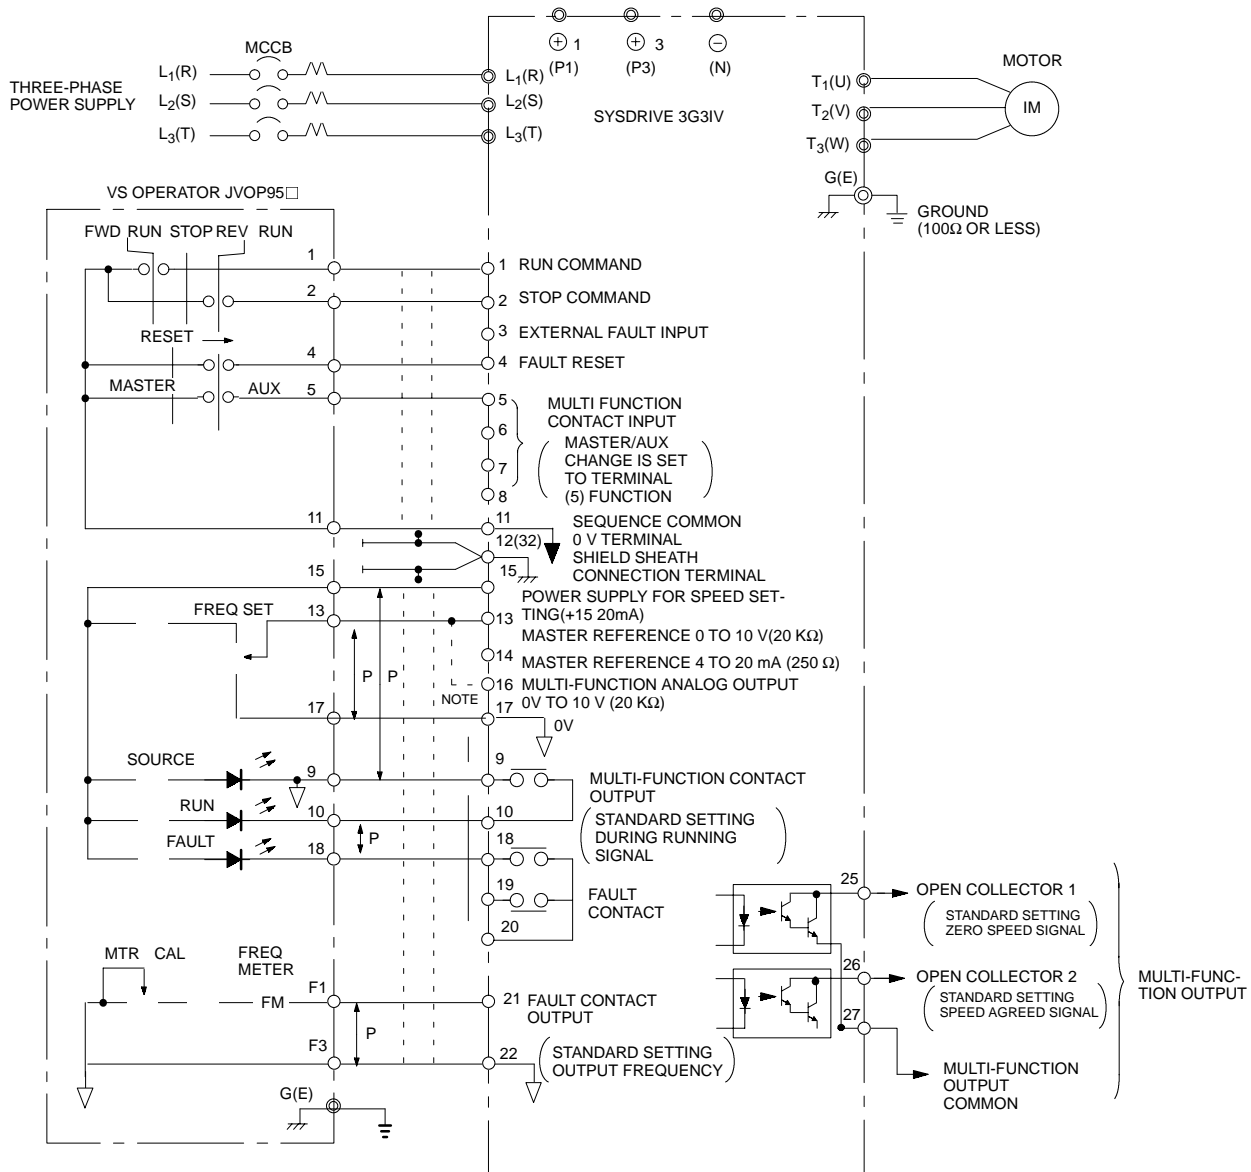 ⊕ 1
(P1)
⊕ 3
(P3)
⊖
(N)
MCCB
THREE-PHASE
POWER SUPPLY
L1(R)
L2(S)
L3(T)
L1(R)
L2(S)
L3(T)
SYSDRIVE 3G3IV
T1(U)
T2(V)
T3(W)
G(E)
MOTOR
IM
GROUND
(100Ω OR LESS)
VS OPERATOR JVOP95□
FWD RUN STOP REV RUN
1
1 RUN COMMAND
2
2 STOP COMMAND
3 EXTERNAL FAULT INPUT
RESET
4
4 FAULT RESET
MASTER
AUX
5
5
6
7
8
MULTI FUNCTION
CONTACT INPUT
(MASTER/AUX
CHANGE IS SET
TO TERMINAL
(5) FUNCTION)
11
11
12(32)
SEQUENCE COMMON
0 V TERMINAL
SHIELD SHEATH
CONNECTION TERMINAL
15
15
POWER SUPPLY FOR SPEED SET-
TING(+15 20mA)
FREQ SET
13
13
MASTER REFERENCE 0 TO 10 V(20 KΩ)
14
MASTER REFERENCE 4 TO 20 mA (250 Ω)
P P
NOTE
16 MULTI-FUNCTION ANALOG OUTPUT
0V TO 10 V (20 KΩ)
17
17
0V
SOURCE
9
9
MULTI-FUNCTION CONTACT
OUTPUT
RUN
10
10
(STANDARD SETTING
DURING RUNNING
SIGNAL)
P
FAULT
18
18
19
20
FAULT
CONTACT
MTR CAL
FREQ
METER
FM
F1
21 FAULT CONTACT
OUTPUT
P
F3
22
(STANDARD SETTING
OUTPUT FREQUENCY)
G(E)
25
OPEN COLLECTOR 1
(STANDARD SETTING
ZERO SPEED SIGNAL)
26
OPEN COLLECTOR 2
(STANDARD SETTING
SPEED AGREED SIGNAL)
27
MULTI-FUNCTION
OUTPUT
COMMON
MULTI-FUNC-
TION OUTPUT